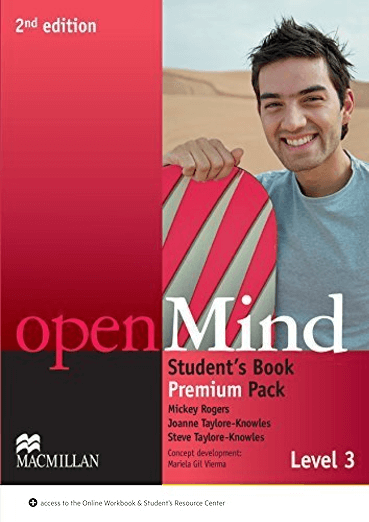 2nd edition
openMind
Student's Book
Premium Pack
Mickey Rogers
Joanne Taylore-Knowles
Steve Taylore-Knowles
Concept development:
Mariela Gil Vierma
Level 3
MACMILLAN
access to the Online Workbook & Student's Resource Center